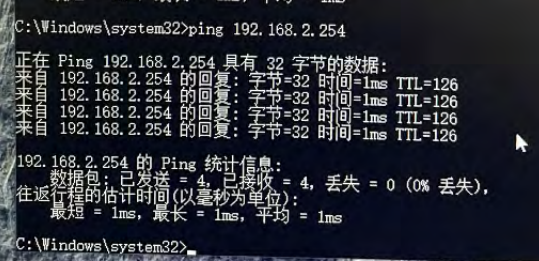 C:\Windows\system32>ping 192.168.2.254
正在 Ping 192.168.2.254 具有 32 字节的数据:
来自 192.168.2.254 的回复: 字节=32 时间=1ms TTL=126
来自 192.168.2.254 的回复: 字节=32 时间=1ms TTL=126
来自 192.168.2.254 的回复: 字节=32 时间=1ms TTL=126
来自 192.168.2.254 的回复: 字节=32 时间=1ms TTL=126
192.168.2.254 的 Ping 统计信息:
数据包: 已发送 = 4, 已接收 = 4, 丢失 = 0 (0% 丢失),
往返行程的估计时间(以毫秒为单位):
最短 = 1ms, 最长 = 1ms, 平均 = 1ms
C:\Windows\system32>